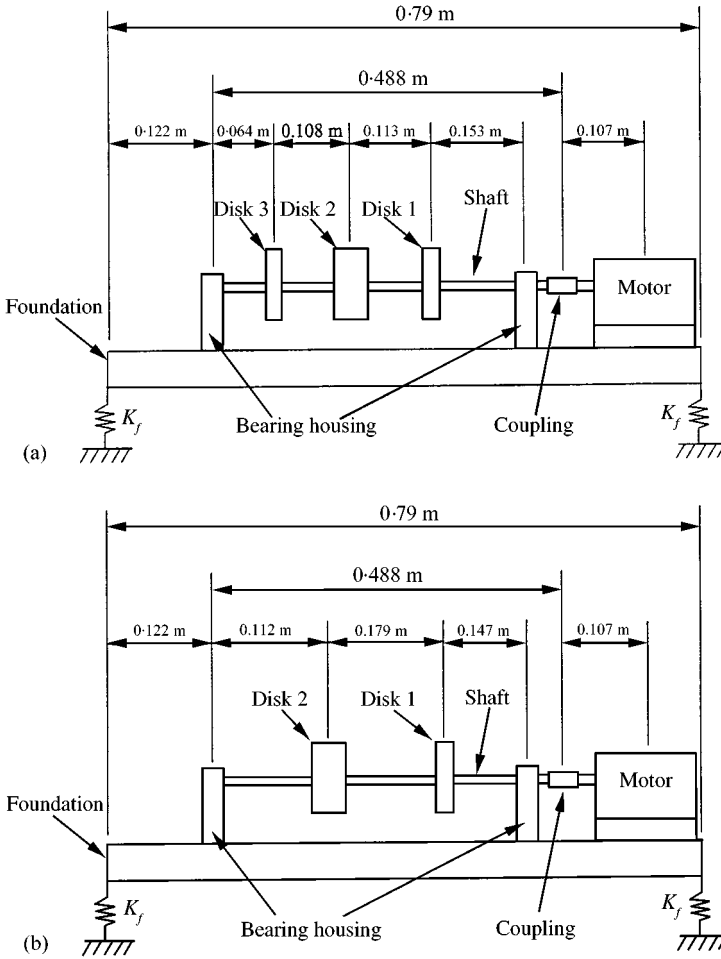 0·79 m
0·488 m
0·122 m 0·064 m 0.108 m 0.113 m 0.153 m 0.107 m
Disk 3 Disk 2 Disk 1 Shaft
Motor
Foundation
K_f Bearing housing Coupling K_f
(a)
0·79 m
0·488 m
0·122 m 0.112 m 0.179 m 0.147 m 0.107 m
Disk 2 Disk 1 Shaft
Motor
Foundation
K_f Bearing housing Coupling K_f
(b)